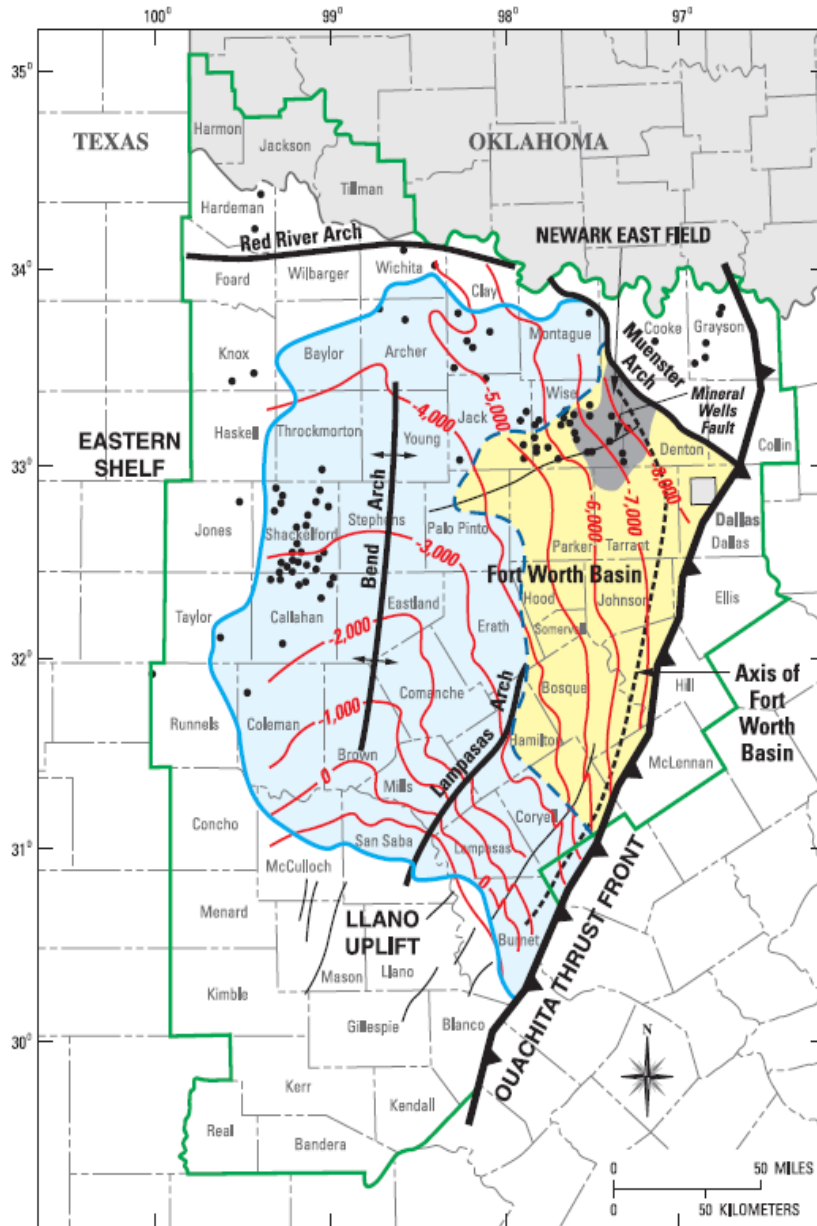 100° 99° 98° 97°
35°
34°
33°
32°
31°
30°
TEXAS
OKLAHOMA
Harmon
Jackson
Tillman
Hardeman
Red River Arch
NEWARK EAST FIELD
Foard
Wilbarger
Wichita
Clay
Montague
Cooke
Grayson
Muenster
Arch
Mineral
Wells
Fault
Knox
Baylor
Archer
Wise
-5,000
Jack
-4,000
EASTERN
SHELF
Haskell
Throckmorton
Young
Denton
Collin
-8,000
-7,000
6,000
Jones
Shackelford
Stephens
Bend Arch
Palo Pinto
Parker
Tarrant
Dallas
Dallas
-3,000
Fort Worth Basin
Taylor
Callahan
Eastland
Hood
Johnson
Ellis
Somervell
Erath
-2,000
Comanche
Bosque
Hill
Axis of
Fort
Worth
Basin
Runnels
Coleman
-1,000
Brown
Lampasas Arch
Hamilton
McLennan
0
Mills
Concho
San Saba
Coryell
Lampasas
McCulloch
0
Menard
LLANO
UPLIFT
Burnet
Mason
Llano
OUACHITA THRUST FRONT
Kimble
Gillespie
Blanco
N
Kerr
Kendall
Real
Bandera
0 50 MILES
0 50 KILOMETERS